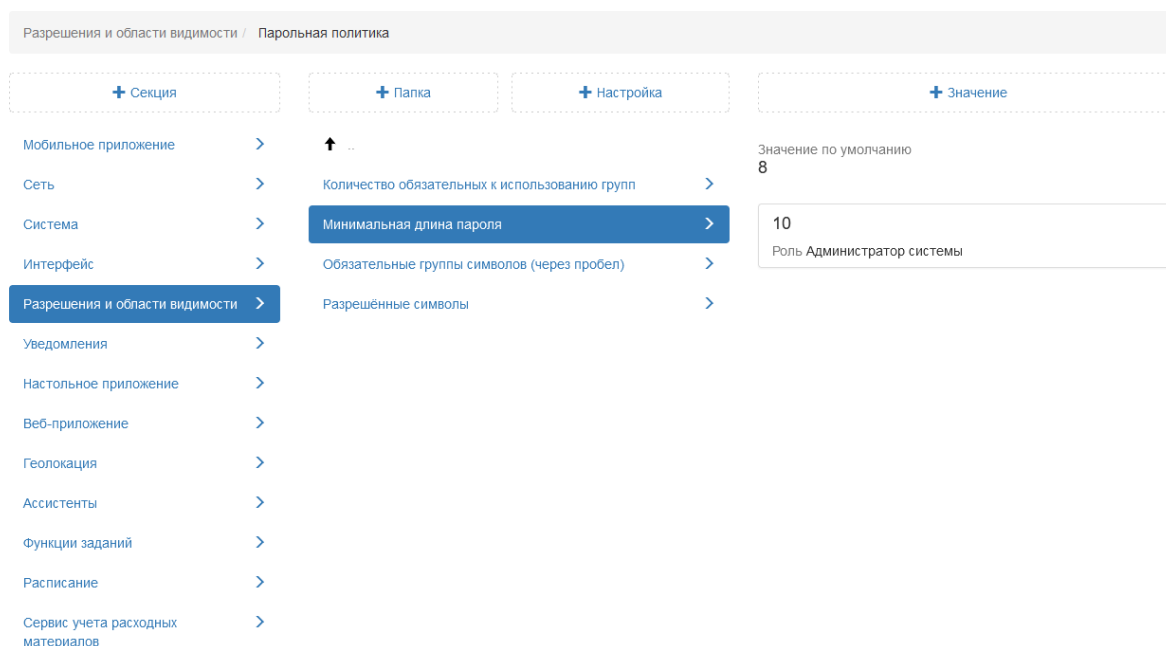 Разрешения и области видимости / Парольная политика
+ Секция
+ Папка
+ Настройка
+ Значение
Мобильное приложение
Сеть
Система
Интерфейс
Разрешения и области видимости
Уведомления
Настольное приложение
Веб-приложение
Геолокация
Ассистенты
Функции заданий
Расписание
Сервис учета расходных
материалов
..
Количество обязательных к использованию групп
Минимальная длина пароля
Обязательные группы символов (через пробел)
Разрешённые символы
Значение по умолчанию
8
10
Роль Администратор системы